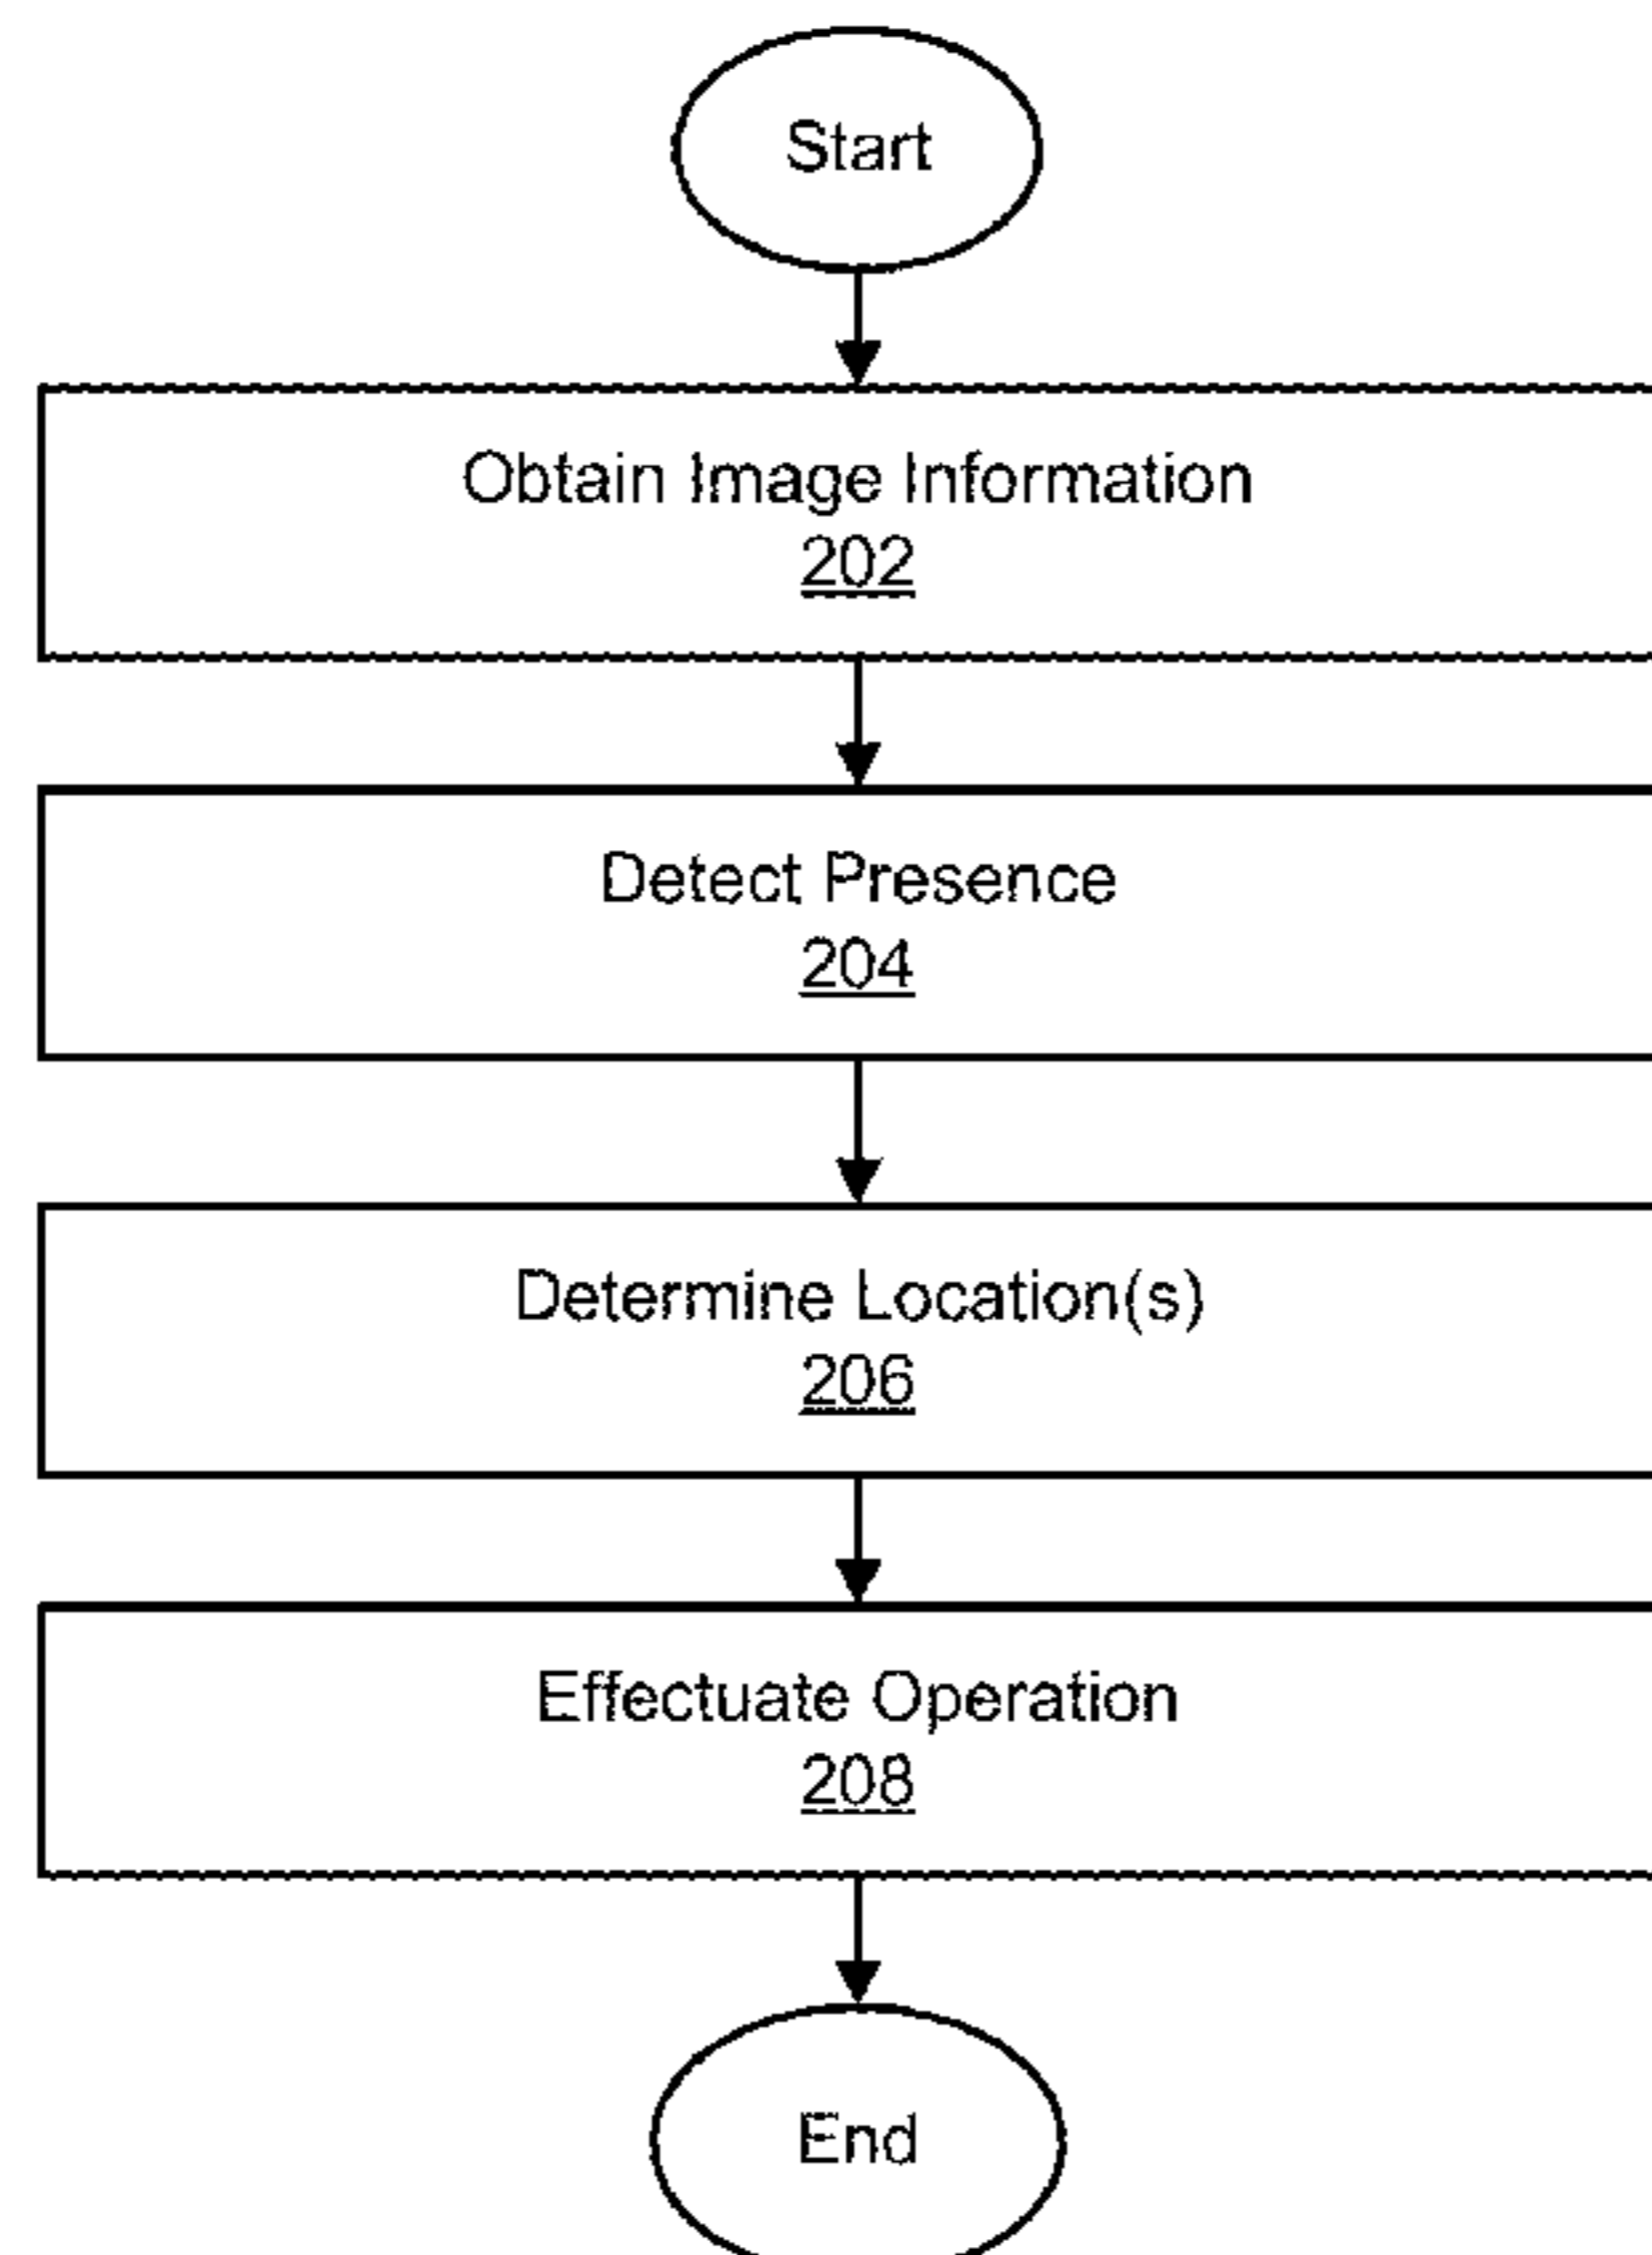 Start
Obtain Image Information
202
Detect Presence
204
Determine Location(s)
206
Effectuate Operation
208
End